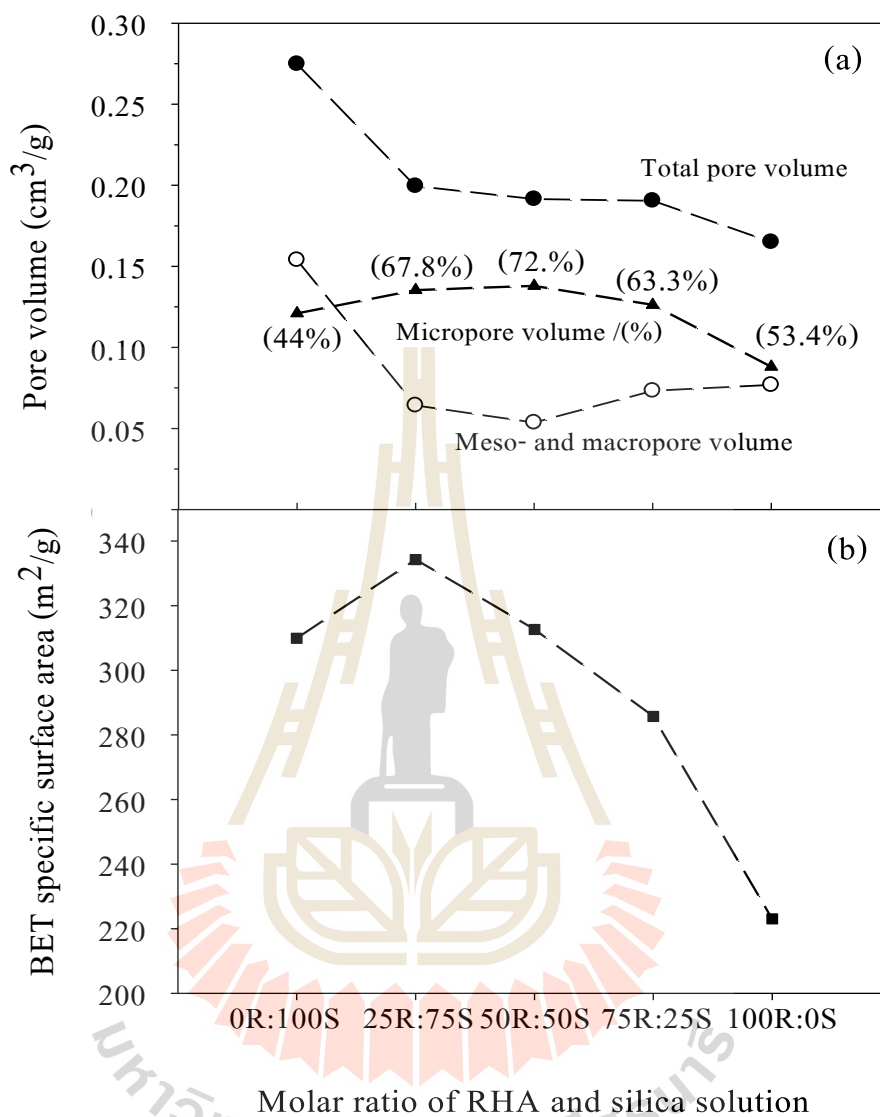 0.30
0.25
0.20
0.15
0.10
0.05
Pore volume (cm³/g)
(a)
Total pore volume
(67.8%)
(72.%)
(63.3%)
(44%)
Micropore volume /(%)
(53.4%)
Meso- and macropore volume
340
320
300
280
260
240
220
200
BET specific surface area (m²/g)
(b)
0R:100S 25R:75S 50R:50S 75R:25S 100R:0S
Molar ratio of RHA and silica solution